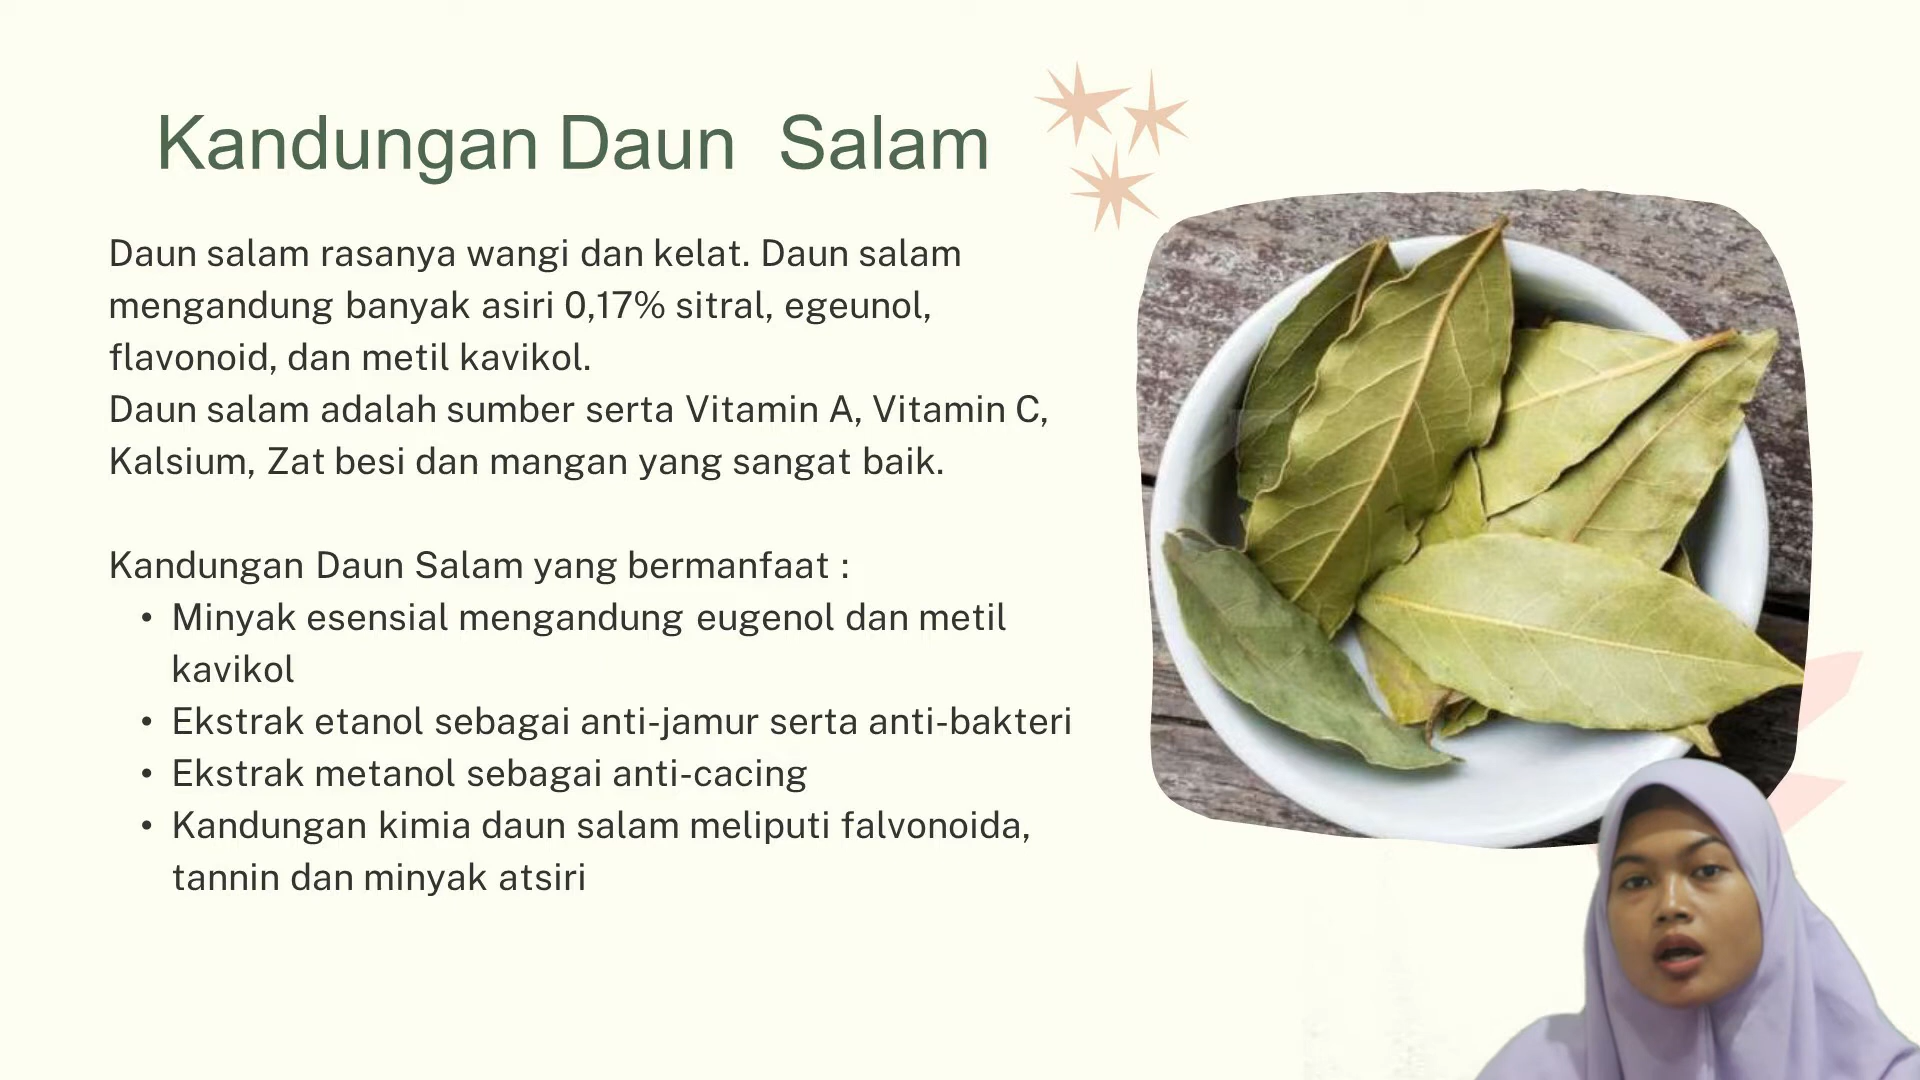 Kandungan Daun Salam
Daun salam rasanya wangi dan kelat. Daun salam
mengandung banyak asiri 0,17% sitral, egeunol,
flavonoid, dan metil kavikol.
Daun salam adalah sumber serta Vitamin A, Vitamin C,
Kalsium, Zat besi dan mangan yang sangat baik.
Kandungan Daun Salam yang bermanfaat :
• Minyak esensial mengandung eugenol dan metil
kavikol
• Ekstrak etanol sebagai anti-jamur serta anti-bakteri
• Ekstrak metanol sebagai anti-cacing
• Kandungan kimia daun salam meliputi falvonoida,
tannin dan minyak atsiri